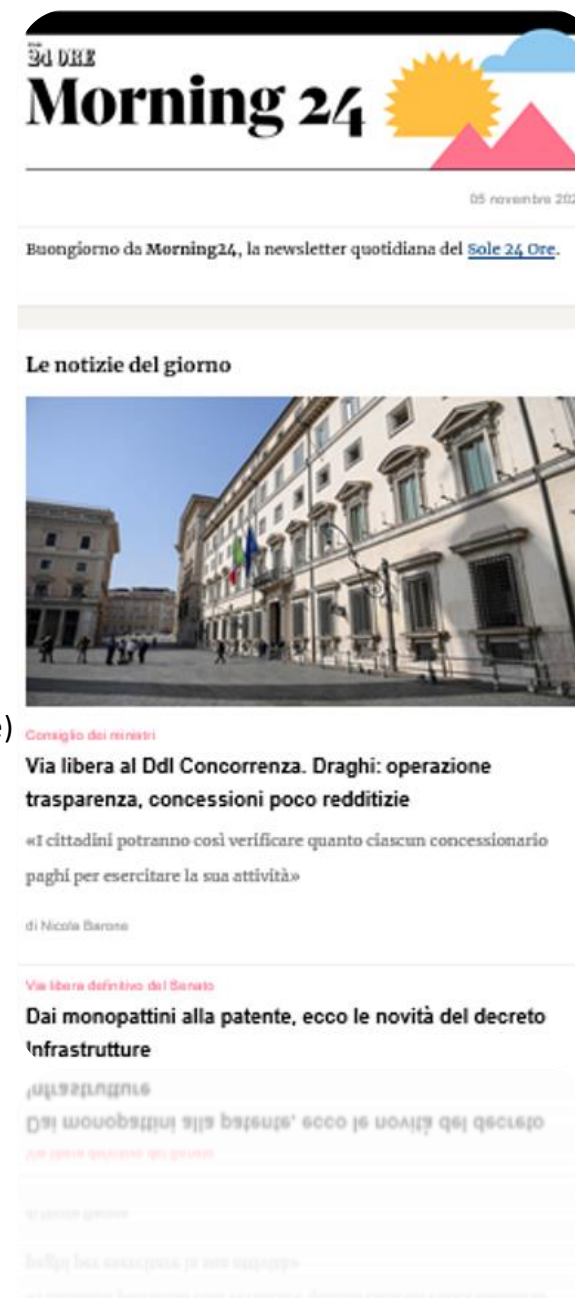 24 ORE
Morning 24
05 novembre 202
Buongiorno da Morning24, la newsletter quotidiana del Sole 24 Ore.
Le notizie del giorno
e)
Consiglio dei ministri
Via libera al Ddl Concorrenza. Draghi: operazione
trasparenza, concessioni poco redditizie
«I cittadini potranno così verificare quanto ciascun concessionario
paghi per esercitare la sua attività»
di Nicola Barone
Via libera definitivo del Senato
Dai monopattini alla patente, ecco le novità del decreto
Infrastrutture